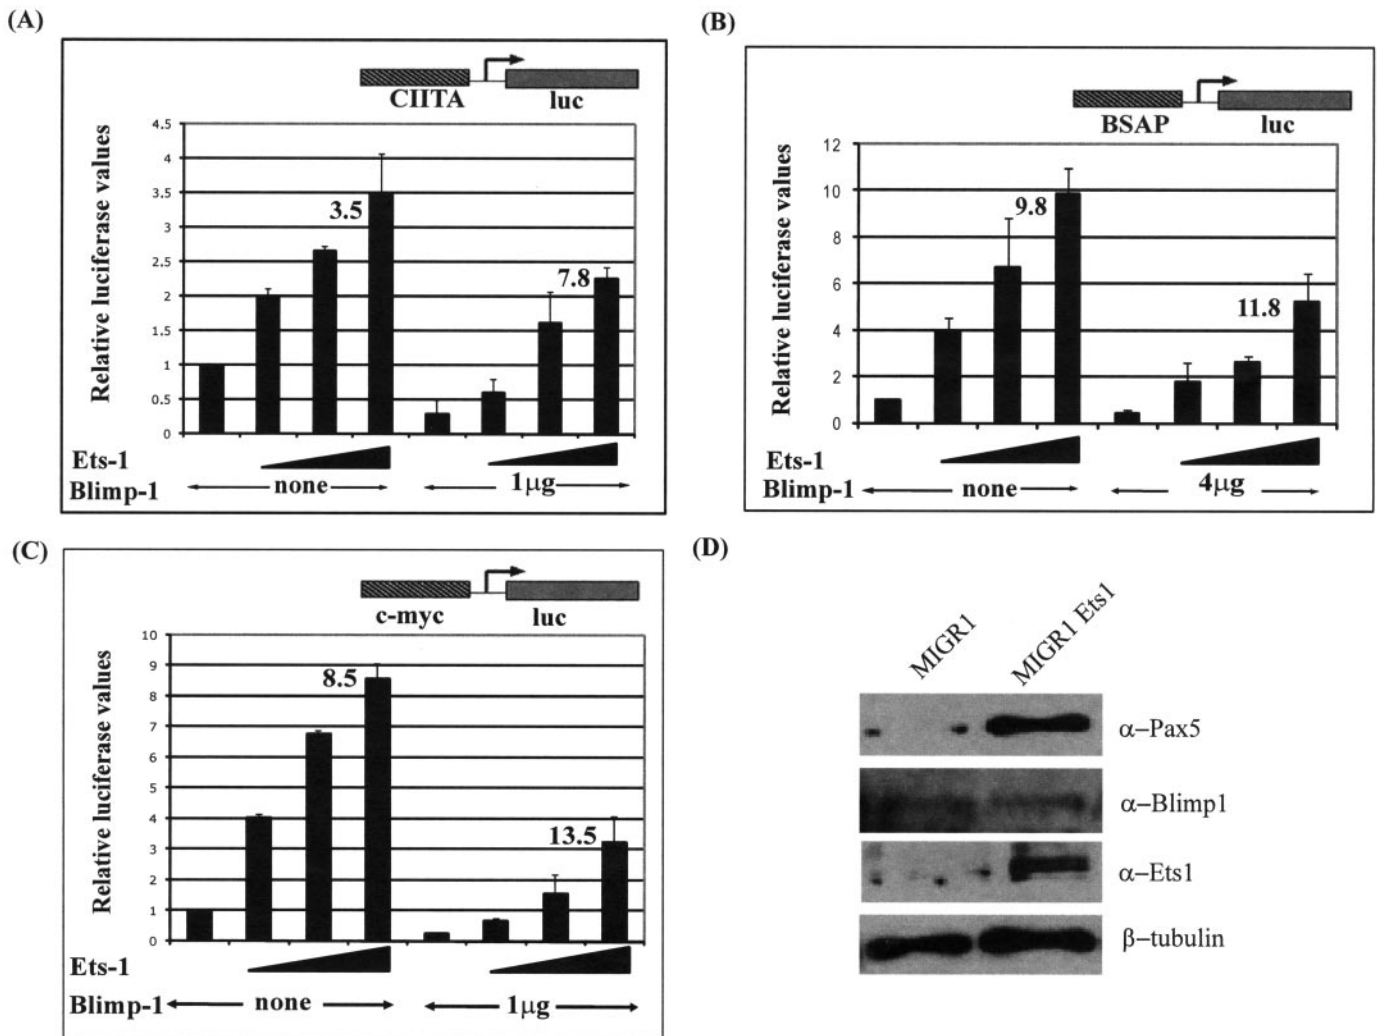 (A)
CIITA luc
Relative luciferase values
4.5
4
3.5
3
2.5
2
1.5
1
0.5
0
3.5
7.8
Ets-1
Blimp-1 none 1μg
(B)
BSAP luc
Relative luciferase values
12
10
8
6
4
2
0
9.8
11.8
Ets-1
Blimp-1 none 4μg
(C)
c-myc luc
Relative luciferase values
10
9
8
7
6
5
4
3
2
1
0
8.5
13.5
Ets-1
Blimp-1 none 1μg
(D)
MIGR1
MIGR1 Ets1
α–Pax5
α–Blimp1
α–Ets1
β–tubulin